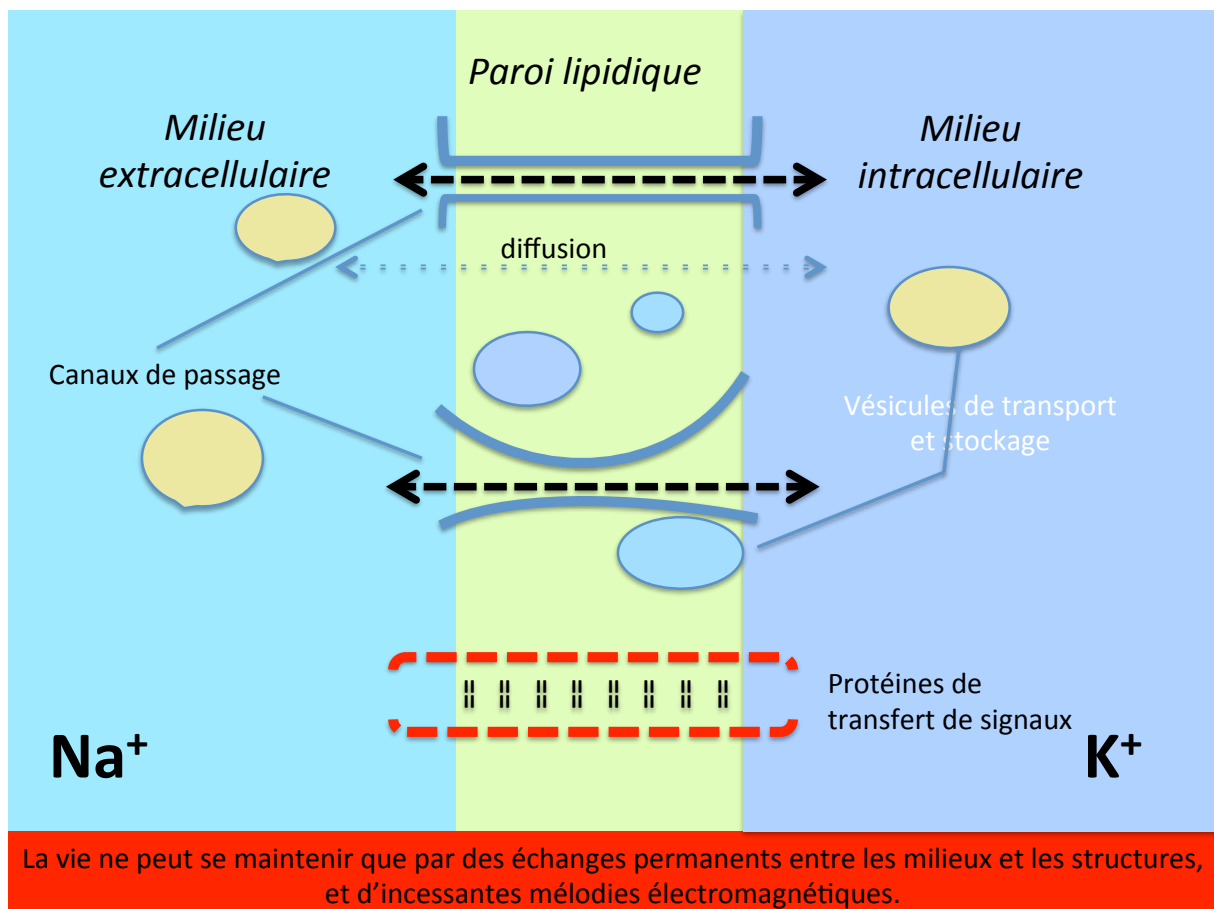 Paroi lipidique
Milieu
extracellulaire
Milieu
intracellulaire
diffusion
Canaux de passage
Vésicules de transport
et stockage
Protéines de
transfert de signaux
Na⁺
K⁺
La vie ne peut se maintenir que par des échanges permanents entre les milieux et les structures,
et d’incessantes mélodies électromagnétiques.